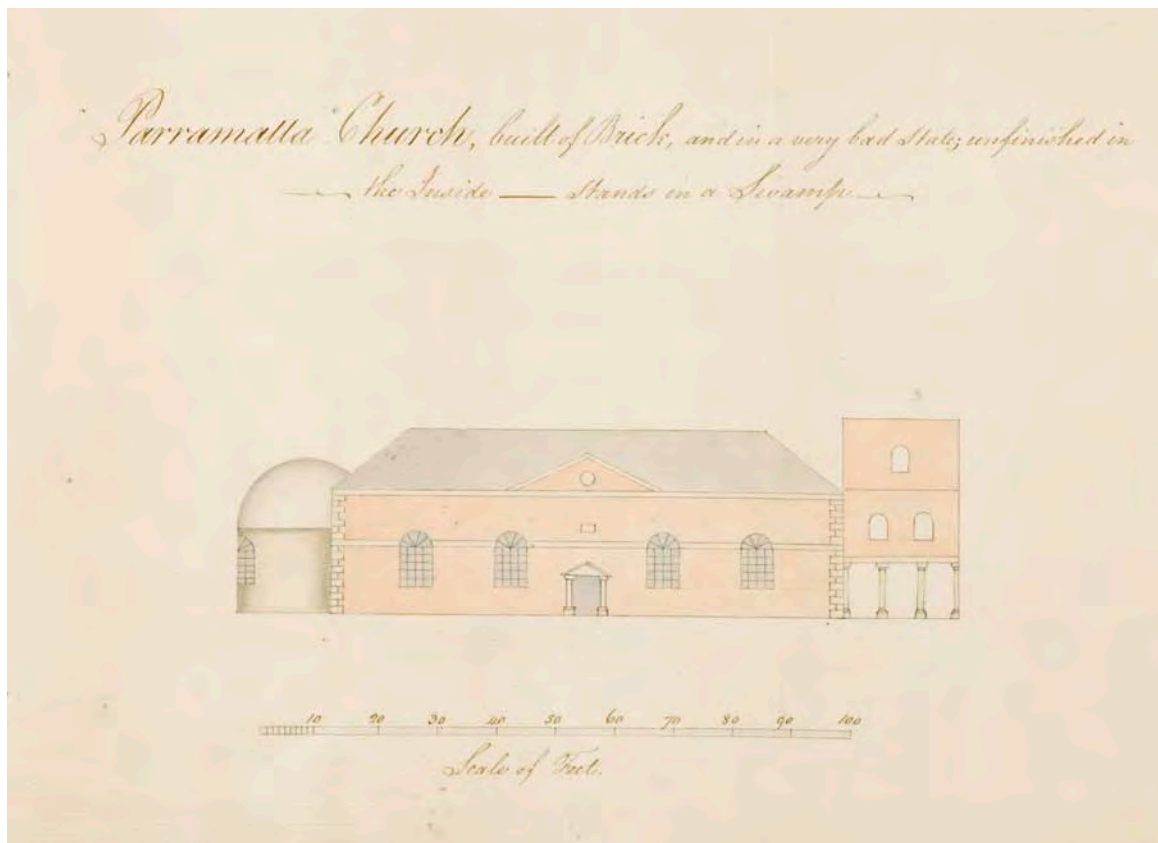 Parramatta Church, built of Brick, and in a very bad state; unfinished in
the Inside — stands in a Swamp
10 20 30 40 50 60 70 80 90 100
Scale of Feet.